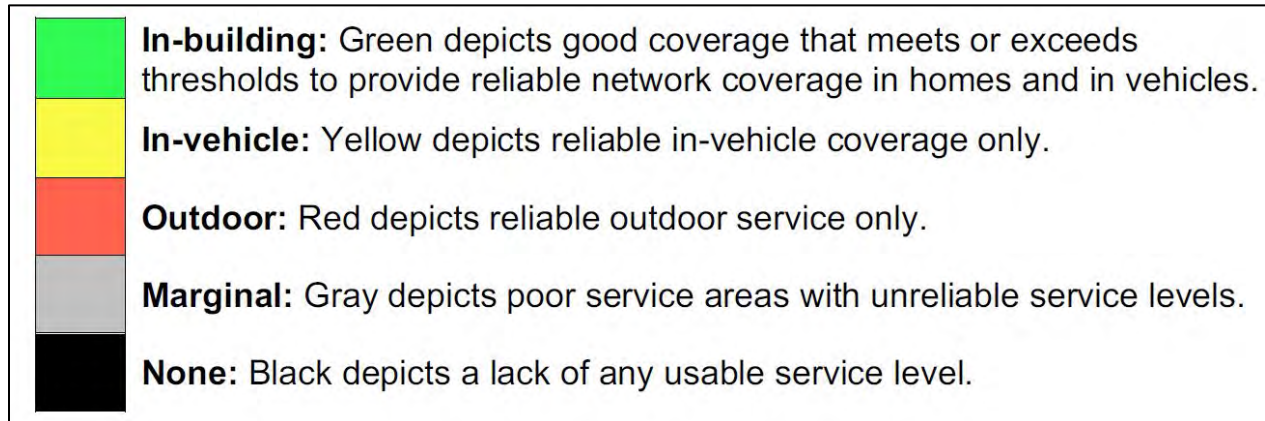 In-building: Green depicts good coverage that meets or exceeds
thresholds to provide reliable network coverage in homes and in vehicles.
In-vehicle: Yellow depicts reliable in-vehicle coverage only.
Outdoor: Red depicts reliable outdoor service only.
Marginal: Gray depicts poor service areas with unreliable service levels.
None: Black depicts a lack of any usable service level.